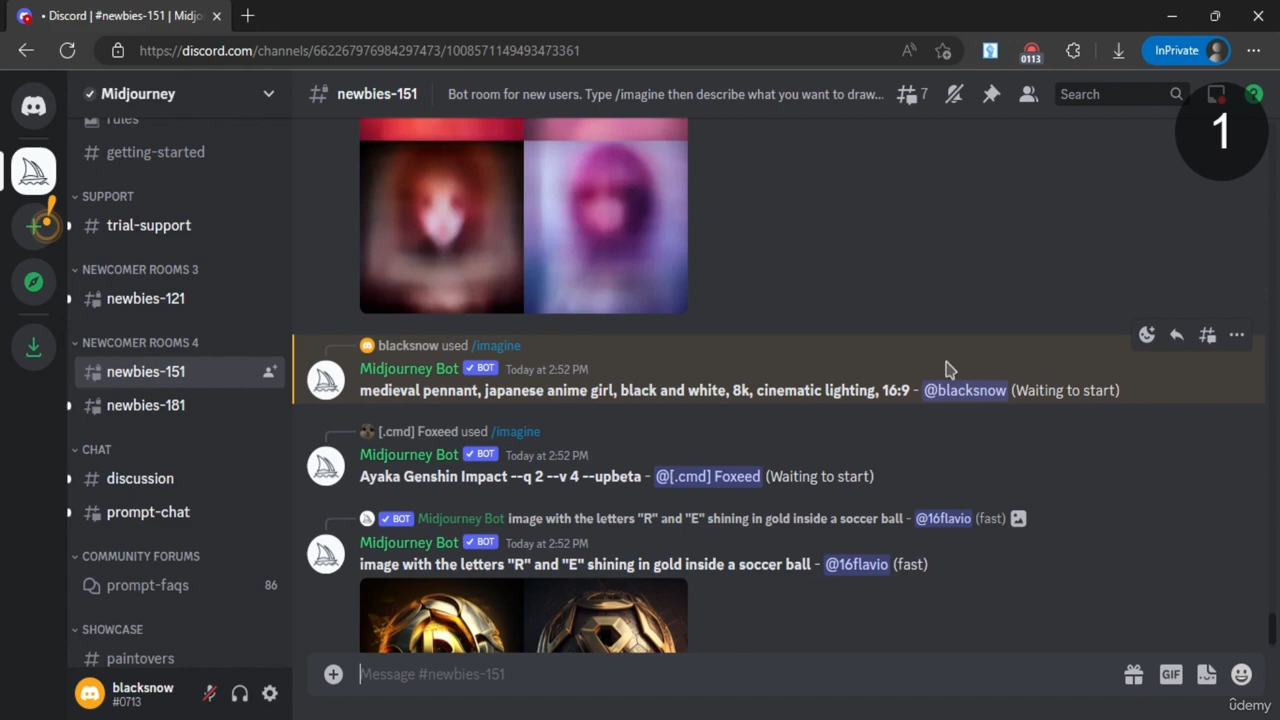 • Discord | #newbies-151 | Midjo
https://discord.com/channels/662267976984297473/1008571149493473361
0113
InPrivate
Midjourney
newbies-151
Bot room for new users. Type /imagine then describe what you want to draw...
7
Search
1
rules
getting-started
SUPPORT
trial-support
NEWCOMER ROOMS 3
newbies-121
NEWCOMER ROOMS 4
newbies-151
newbies-181
CHAT
discussion
prompt-chat
COMMUNITY FORUMS
prompt-faqs 86
SHOWCASE
paintovers
blacksnow
#0713
blacksnow used /imagine
Midjourney Bot BOT Today at 2:52 PM
medieval pennant, japanese anime girl, black and white, 8k, cinematic lighting, 16:9 - @blacksnow (Waiting to start)
[.cmd] Foxeed used /imagine
Midjourney Bot BOT Today at 2:52 PM
Ayaka Genshin Impact --q 2 --v 4 --upbeta - @[.cmd] Foxeed (Waiting to start)
BOT Midjourney Bot image with the letters "R" and "E" shining in gold inside a soccer ball - @16flavio (fast)
Midjourney Bot BOT Today at 2:52 PM
image with the letters "R" and "E" shining in gold inside a soccer ball - @16flavio (fast)
Message #newbies-151
GIF
ûdemy